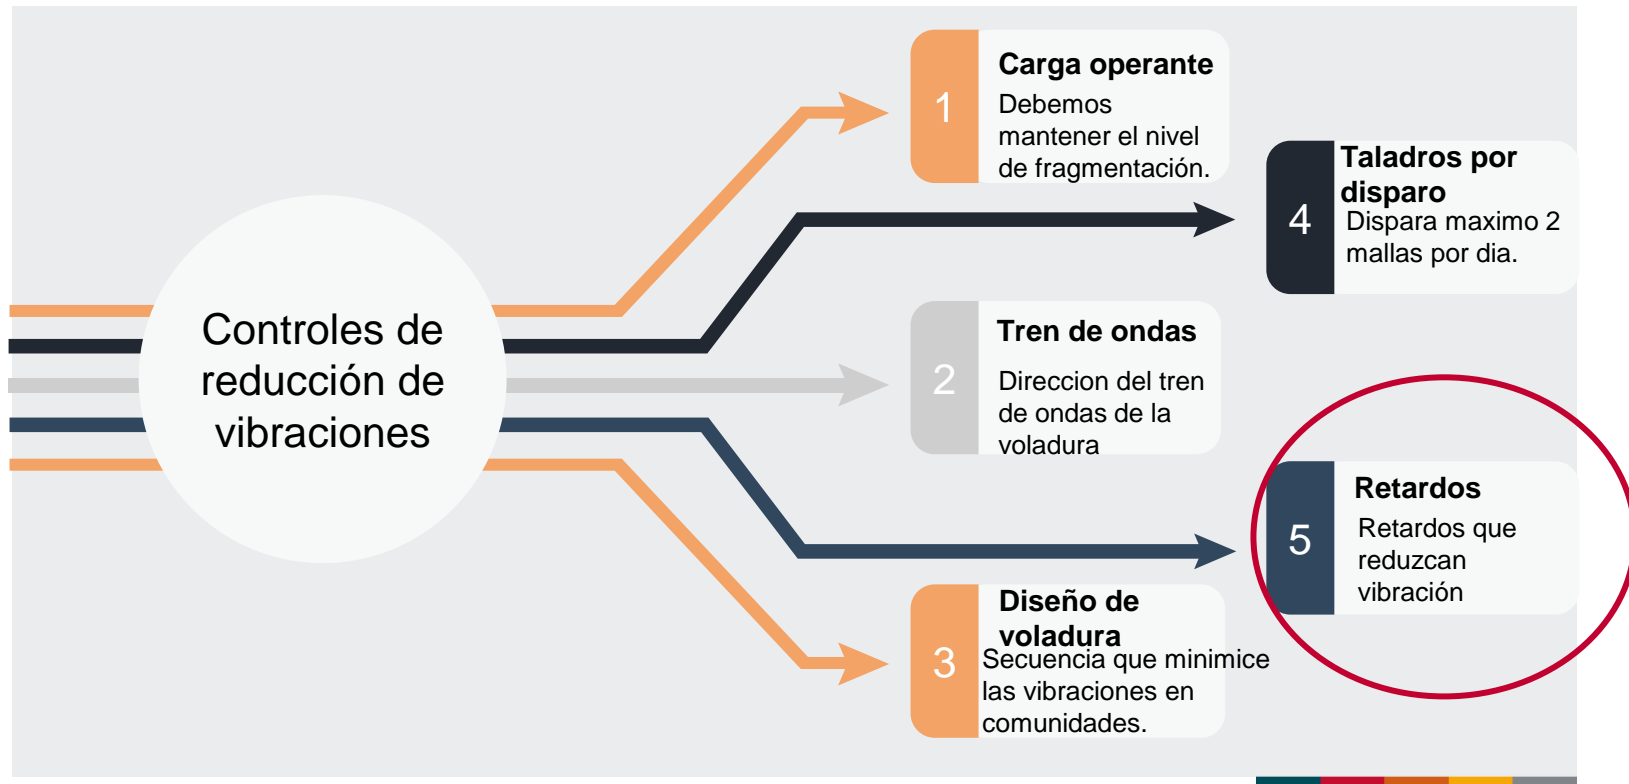 Controles de
reducción de
vibraciones
1
Carga operante
Debemos
mantener el nivel
de fragmentación.
4
Taladros por
disparo
Dispara maximo 2
mallas por dia.
2
Tren de ondas
Direccion del tren
de ondas de la
voladura
5
Retardos
Retardos que
reduzcan
vibración
3
Diseño de
voladura
Secuencia que minimice
las vibraciones en
comunidades.